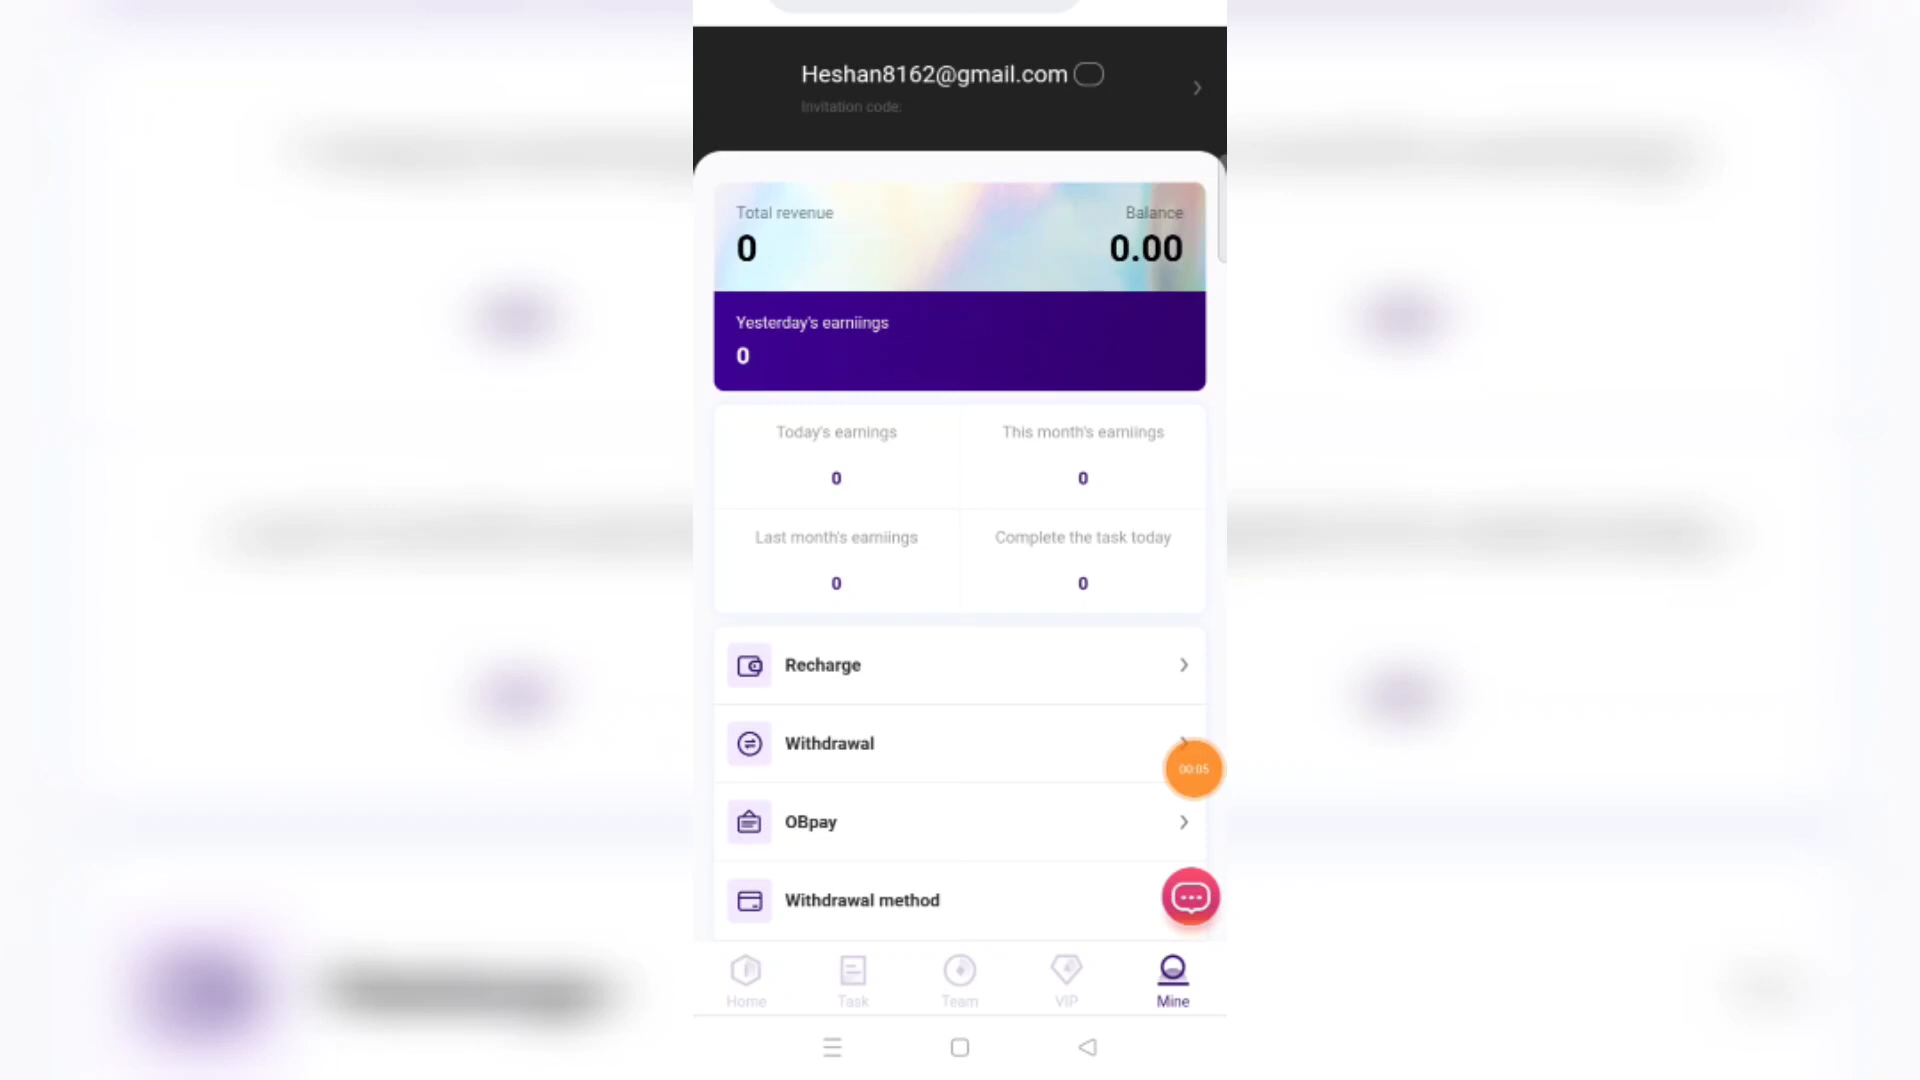 Heshan8162@gmail.com
Invitation code:
Total revenue
Balance
0
0.00
Yesterday's earniings
0
Today's earnings
This month's earniings
0
0
Last month's earniings
Complete the task today
0
0
Recharge
Withdrawal
00:05
OBpay
Withdrawal method
Home
Task
Team
VIP
Mine